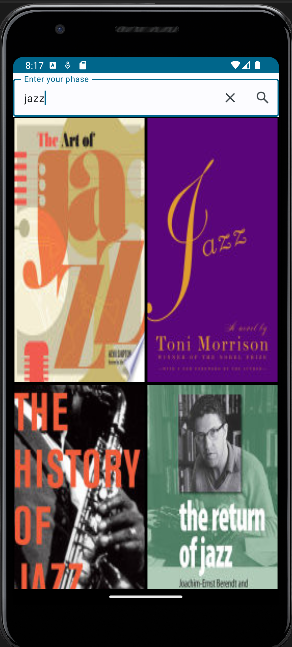 8:17
Enter your phase
jazz
The Art of
jazz
Jazz
A novel by
Toni Morrison
WINNER OF THE NOBEL PRIZE
THE
HISTORY
OF
JAZZ
the return
of jazz
Joachim-Ernst Berendt and